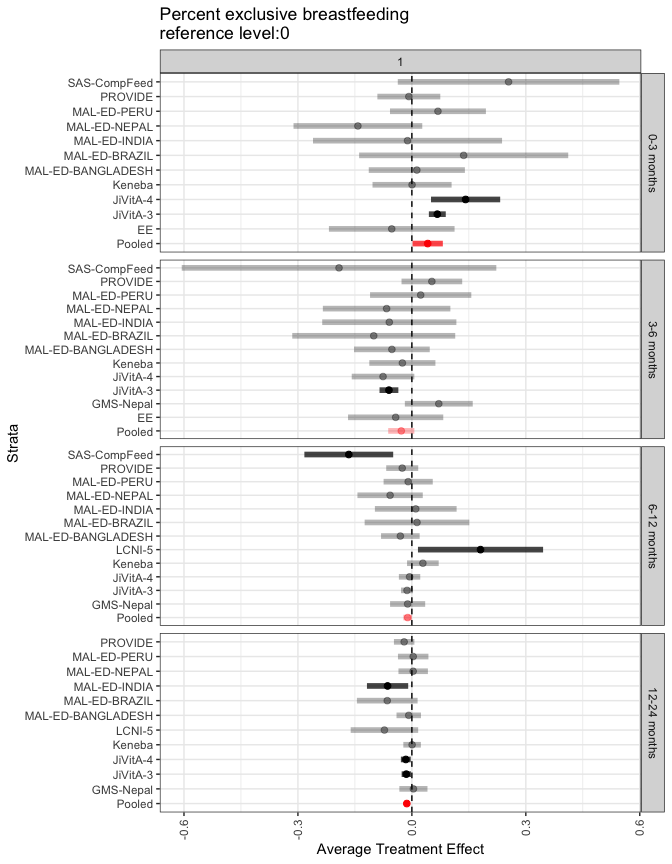 Percent exclusive breastfeeding
reference level:0
1
SAS-CompFeed
PROVIDE
MAL-ED-PERU
MAL-ED-NEPAL
MAL-ED-INDIA
MAL-ED-BRAZIL
MAL-ED-BANGLADESH
Keneba
JiVitA-4
JiVitA-3
EE
Pooled
0-3 months
SAS-CompFeed
PROVIDE
MAL-ED-PERU
MAL-ED-NEPAL
MAL-ED-INDIA
MAL-ED-BRAZIL
MAL-ED-BANGLADESH
Keneba
JiVitA-4
JiVitA-3
GMS-Nepal
EE
Pooled
3-6 months
Strata
SAS-CompFeed
PROVIDE
MAL-ED-PERU
MAL-ED-NEPAL
MAL-ED-INDIA
MAL-ED-BRAZIL
MAL-ED-BANGLADESH
LCNI-5
Keneba
JiVitA-4
JiVitA-3
GMS-Nepal
Pooled
6-12 months
PROVIDE
MAL-ED-PERU
MAL-ED-NEPAL
MAL-ED-INDIA
MAL-ED-BRAZIL
MAL-ED-BANGLADESH
LCNI-5
Keneba
JiVitA-4
JiVitA-3
GMS-Nepal
Pooled
12-24 months
-0.6
-0.3
0.0
0.3
0.6
Average Treatment Effect